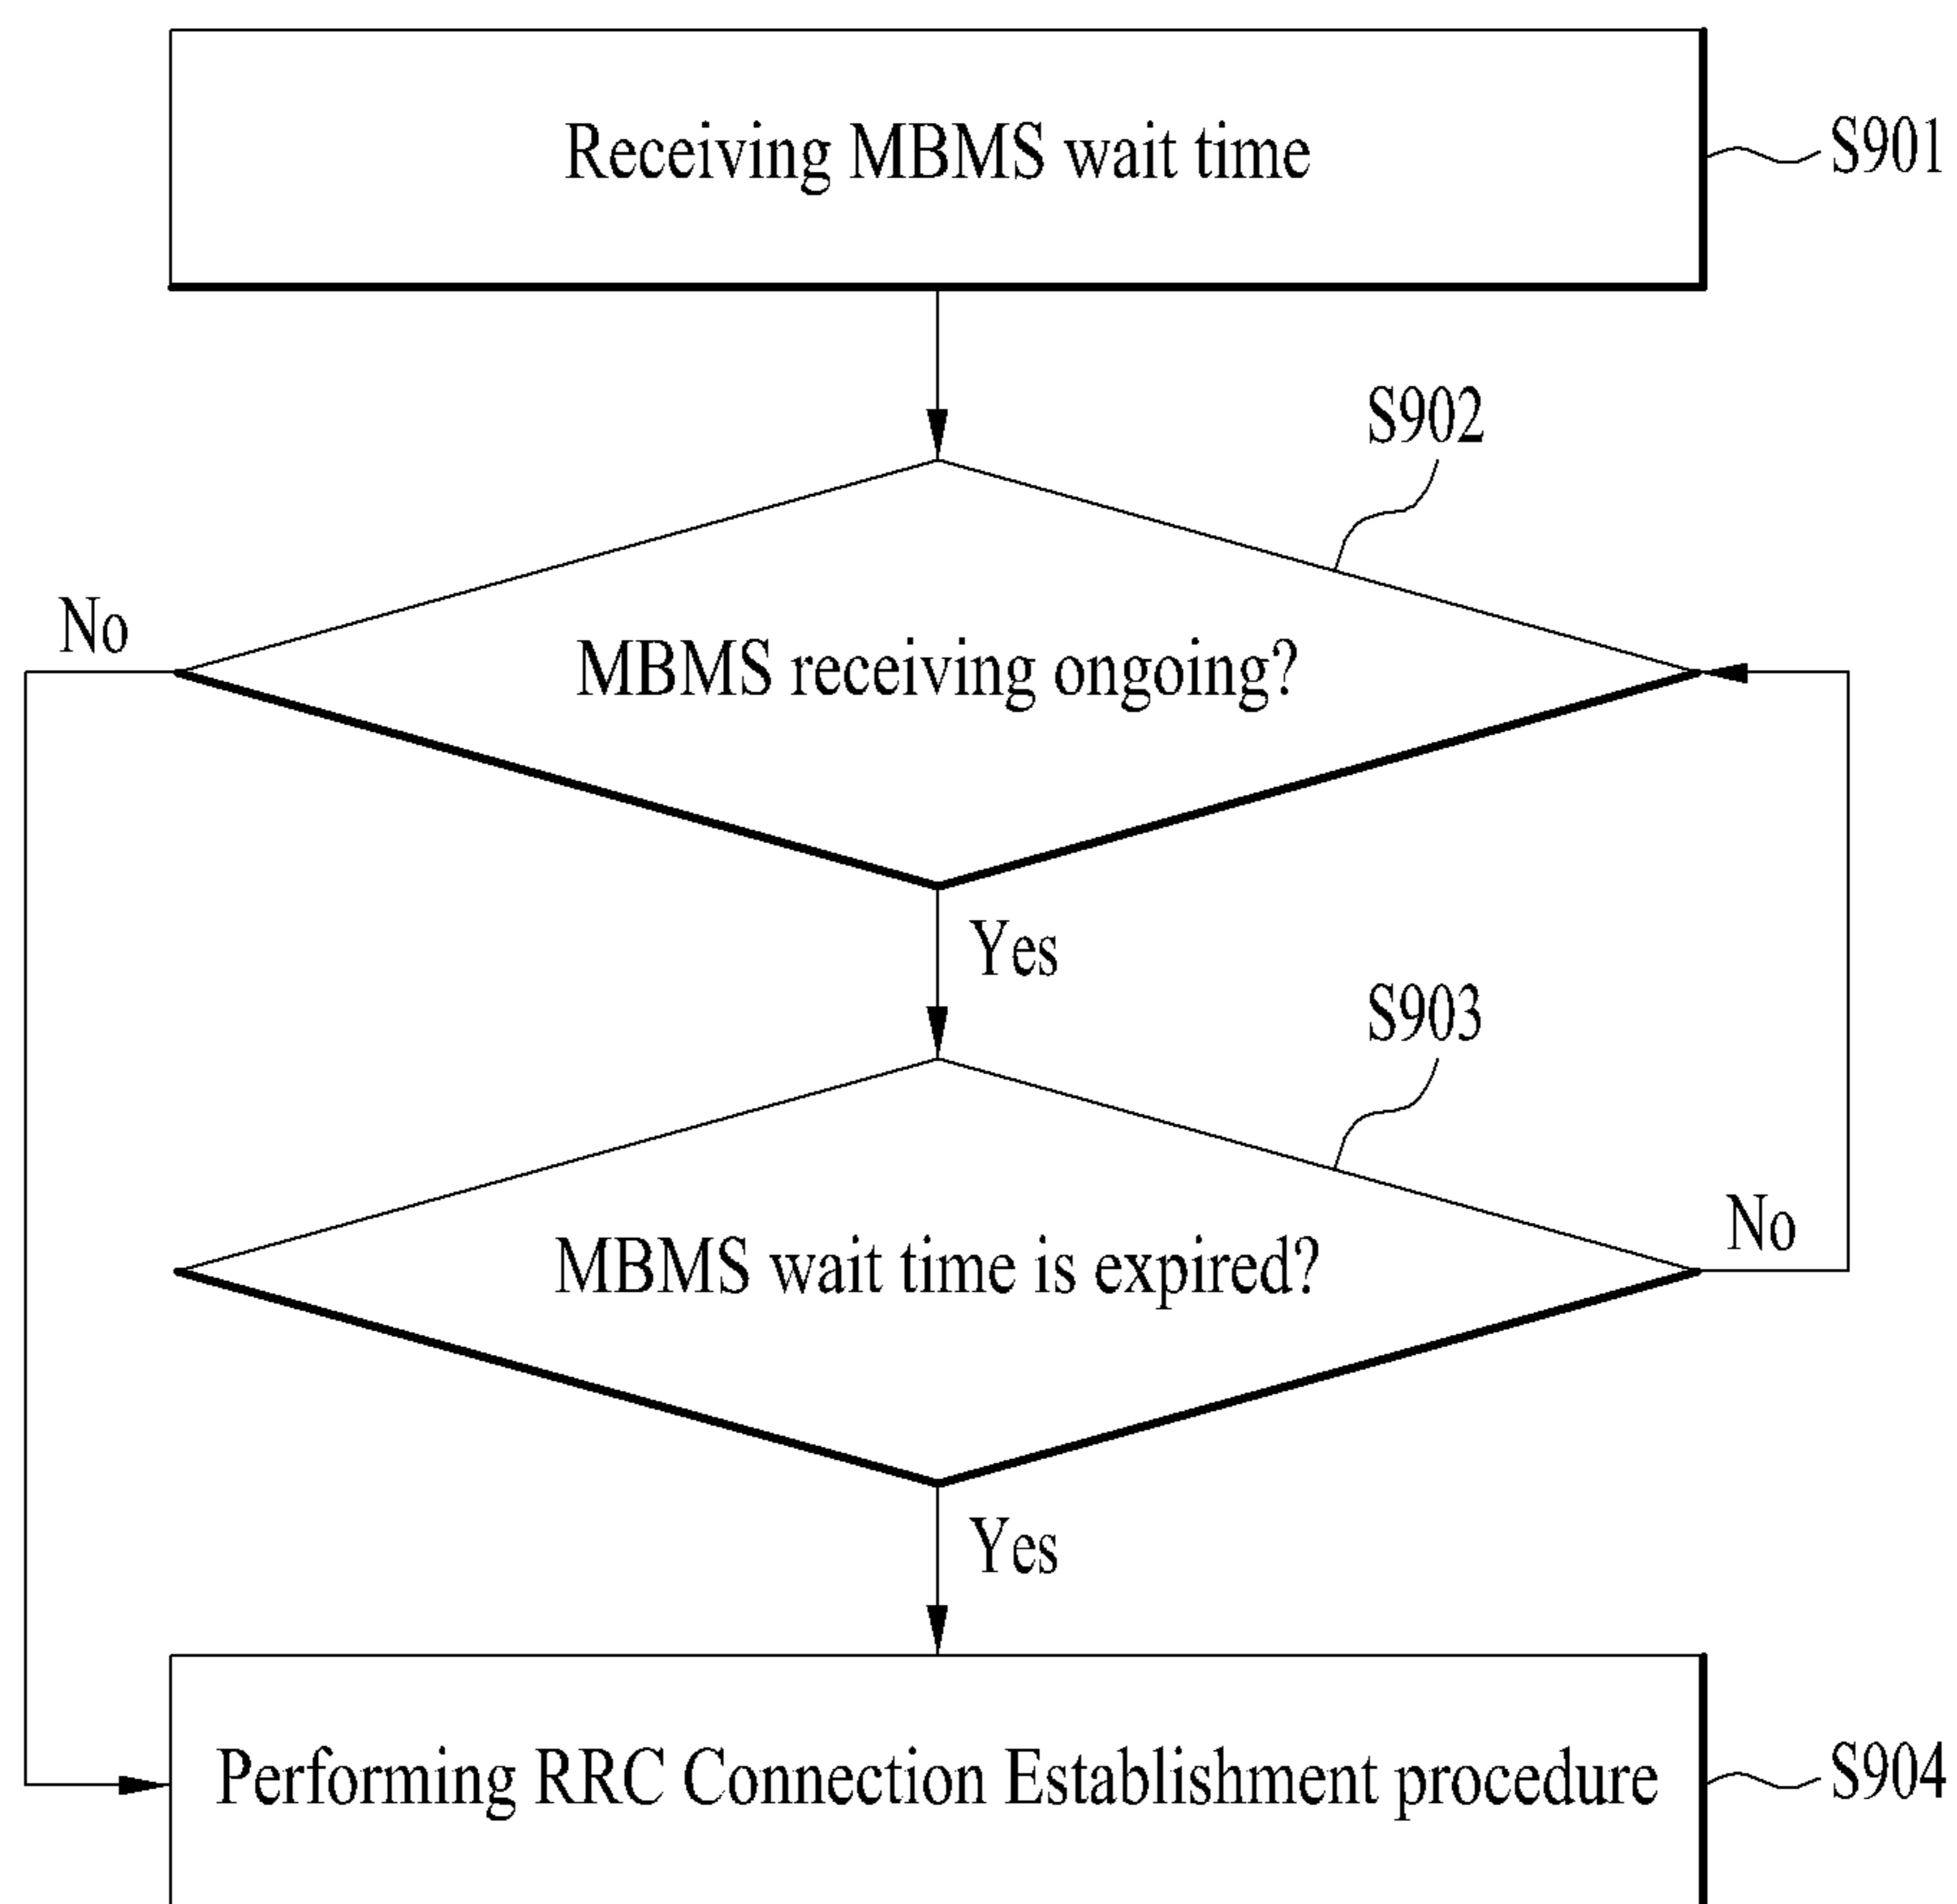 Receiving MBMS wait time
S901
S902
No
MBMS receiving ongoing?
Yes
S903
MBMS wait time is expired?
No
Yes
Performing RRC Connection Establishment procedure
S904